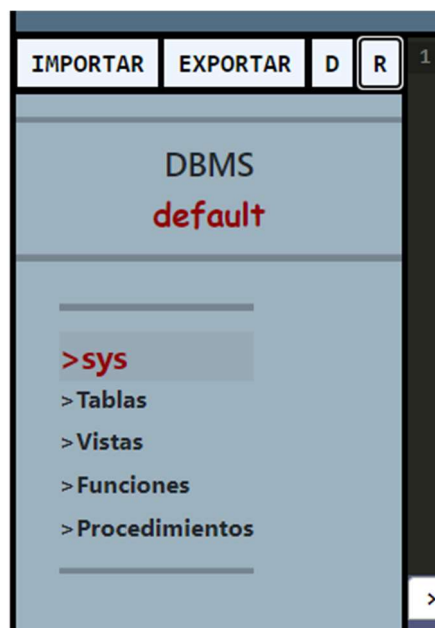 IMPORTAR EXPORTAR D R 1
DBMS
default
>sys
>Tablas
>Vistas
>Funciones
>Procedimientos